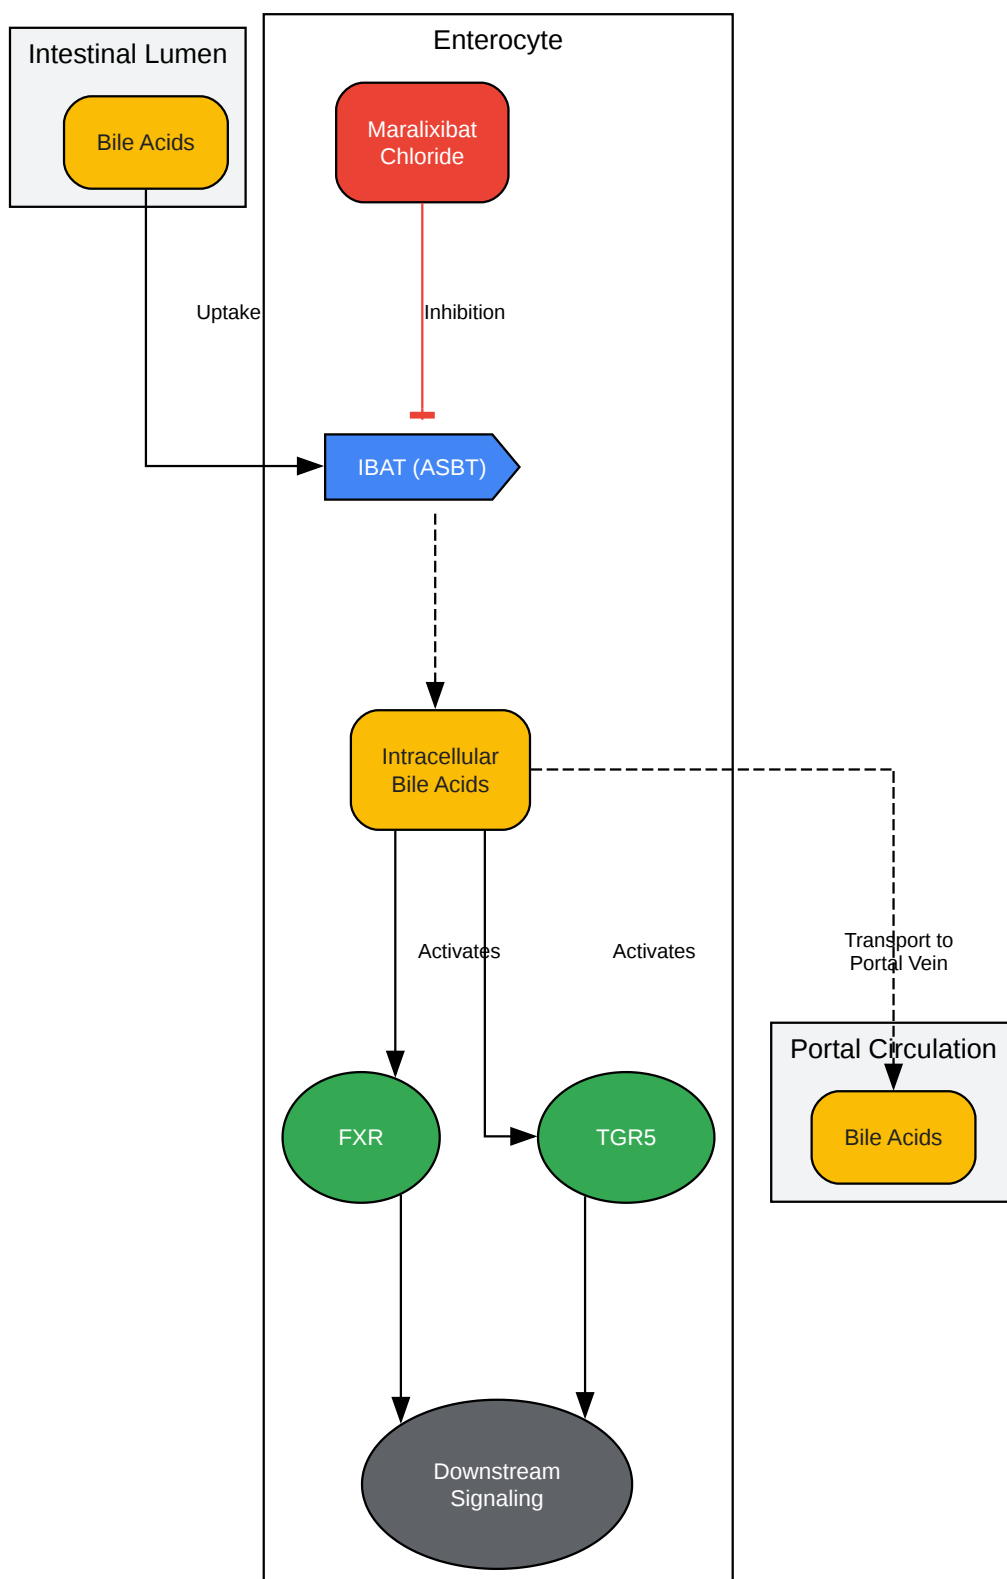 Intestinal Lumen
Enterocyte
Bile Acids
Maralixibat
Chloride
Uptake
Inhibition
IBAT (ASBT)
Intracellular
Bile Acids
Activates
Activates
Transport to
Portal Vein
Portal Circulation
FXR
TGR5
Bile Acids
Downstream
Signaling